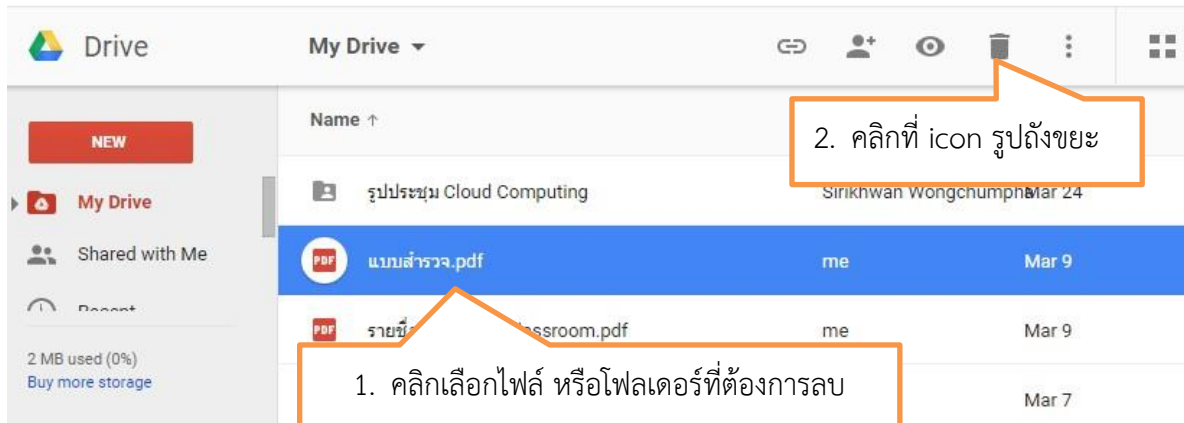 Drive
My Drive
Name
NEW
2. คลิกที่ icon รูปถังขยะ
My Drive
รูปประชุม Cloud Computing Sirikhwan Wongchumpha Mar 24
Shared with Me
PDF แบบสำรวจ.pdf me Mar 9
Recent
PDF รายชื่ assroom.pdf me Mar 9
2 MB used (0%)
Buy more storage
1. คลิกเลือกไฟล์ หรือโฟลเดอร์ที่ต้องการลบ
Mar 7